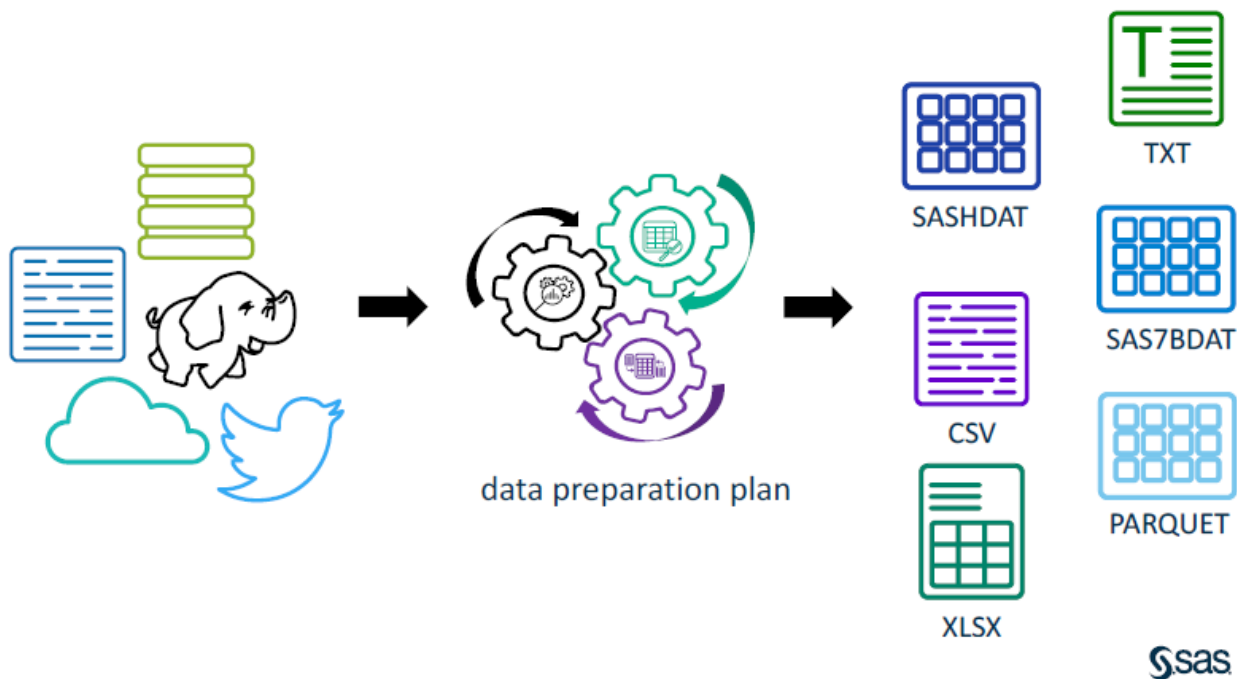 TXT
SASHDAT
SAS7BDAT
CSV
data preparation plan
PARQUET
XLSX
sas